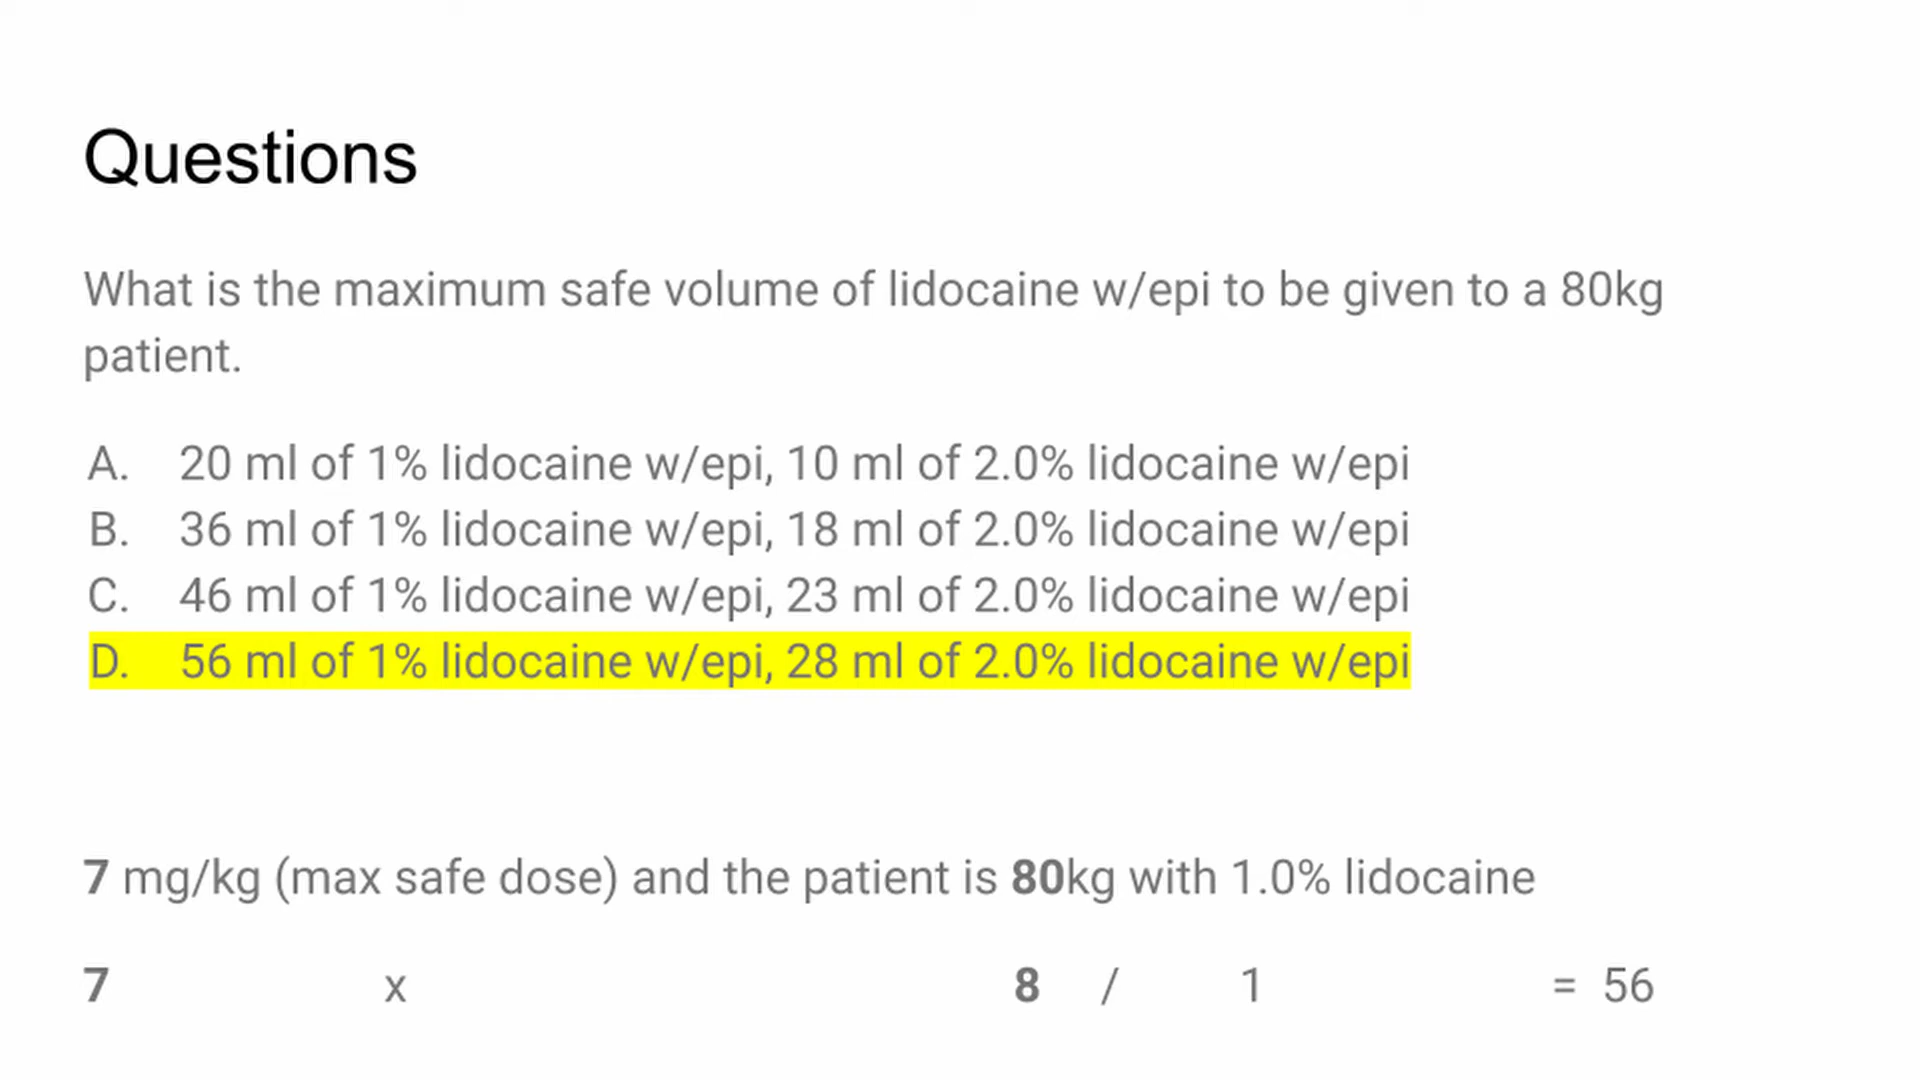 Questions
What is the maximum safe volume of lidocaine w/epi to be given to a 80kg
patient.
A. 20 ml of 1% lidocaine w/epi, 10 ml of 2.0% lidocaine w/epi
B. 36 ml of 1% lidocaine w/epi, 18 ml of 2.0% lidocaine w/epi
C. 46 ml of 1% lidocaine w/epi, 23 ml of 2.0% lidocaine w/epi
D. 56 ml of 1% lidocaine w/epi, 28 ml of 2.0% lidocaine w/epi
7 mg/kg (max safe dose) and the patient is 80kg with 1.0% lidocaine
7 x 8 / 1 = 56